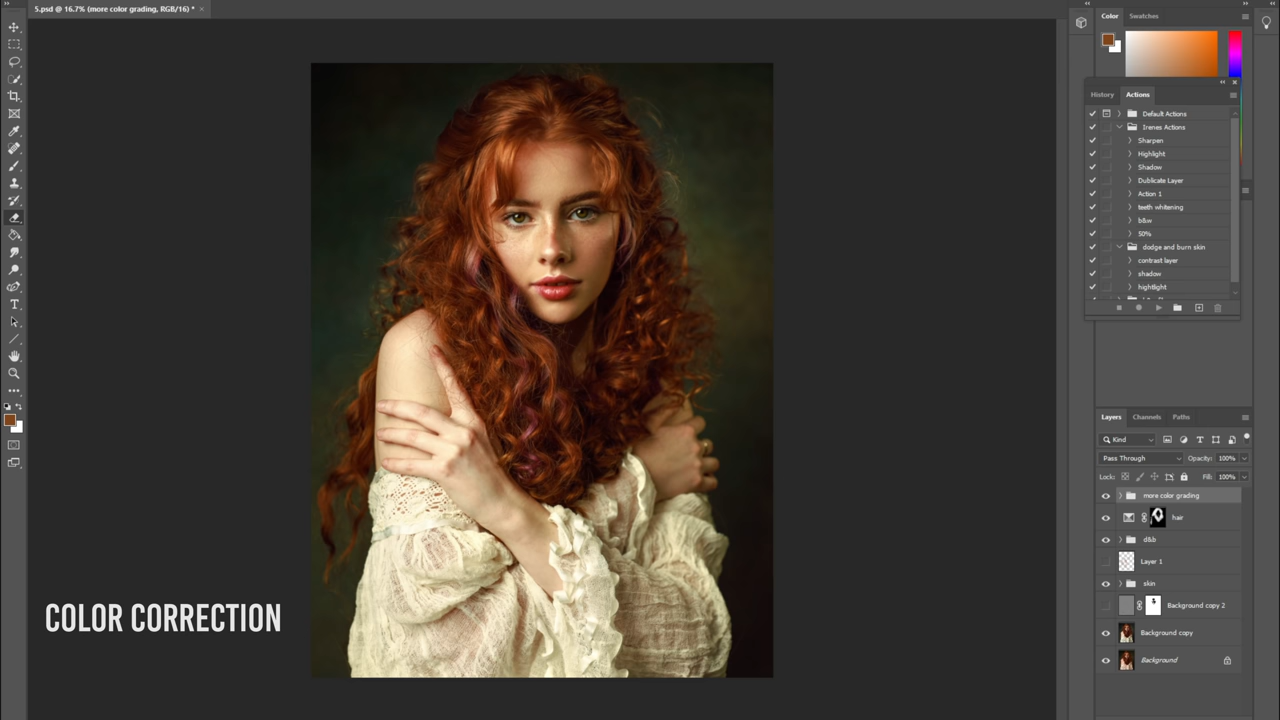 5.psd @ 16.7% (more color grading, RGB/16) *
Color
Swatches
History
Actions
Default Actions
Irenes Actions
Sharpen
Highlight
Shadow
Dublicate Layer
Action 1
teeth whitening
b&w
50%
dodge and burn skin
contrast layer
shadow
hightlight
Layers
Channels
Paths
Kind
Pass Through
Opacity: 100%
Lock:
Fill: 100%
more color grading
hair
d&b
Layer 1
skin
Background copy 2
Background copy
Background
COLOR CORRECTION